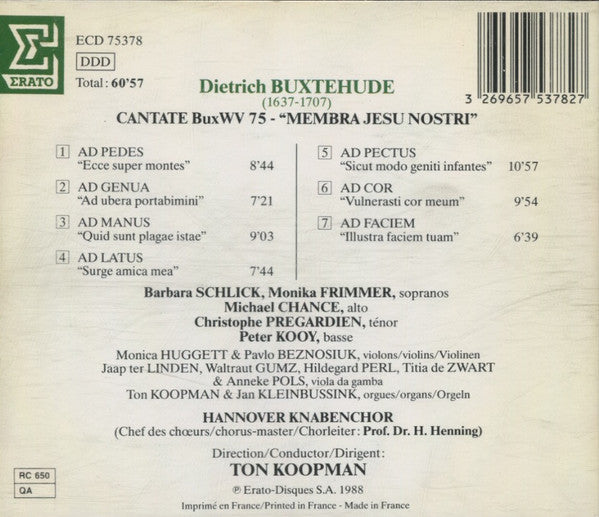 ERATO
ECD 75378
DDD
Total : 60'57
3 269657 537827
Dietrich BUXTEHUDE
(1637-1707)
CANTATE BuxWV 75 - “MEMBRA JESU NOSTRI”
1 AD PEDES
“Ecce super montes” 8'44
2 AD GENUA
“Ad ubera portabimini” 7'21
3 AD MANUS
“Quid sunt plagae istae” 9'03
4 AD LATUS
“Surge amica mea” 7'44
5 AD PECTUS
“Sicut modo geniti infantes” 10'57
6 AD COR
“Vulnerasti cor meum” 9'54
7 AD FACIEM
“Illustra faciem tuam” 6'39
Barbara SCHLICK, Monika FRIMMER, sopranos
Michael CHANCE, alto
Christophe PREGARDIEN, ténor
Peter KOOY, basse
Monica HUGGETT & Pavlo BEZNOSIUK, violons/violins/Violinen
Jaap ter LINDEN, Waltraut GUMZ, Hildegard PERL, Titia de ZWART
& Anneke POLS, viola da gamba
Ton KOOPMAN & Jan KLEINBUSSINK, orgues/organs/Orgeln
HANNOVER KNABENCHOR
(Chef des chœurs/chorus-master/Chorleiter : Prof. Dr. H. Henning)
Direction/Conductor/Dirigent :
TON KOOPMAN
℗ Erato-Disques S.A. 1988
Imprimé en France/Printed in France - Made in France
RC 650
QA